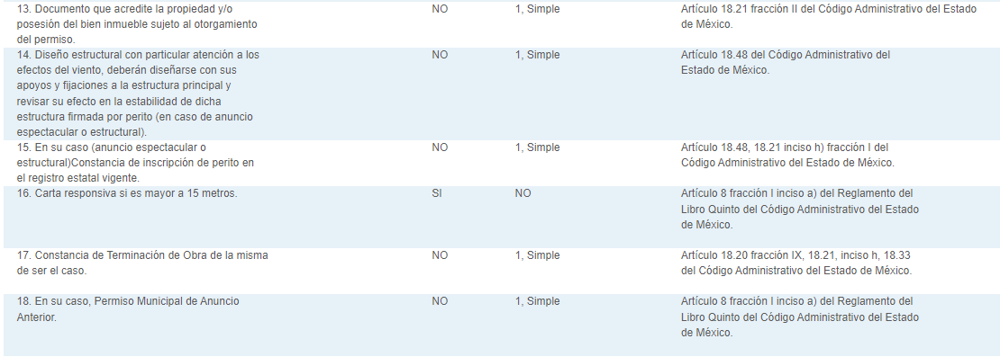 13. Documento que acredite la propiedad y/o posesión del bien inmueble sujeto al otorgamiento del permiso.
NO
1, Simple
Artículo 18.21 fracción II del Código Administrativo del Estado de México.
14. Diseño estructural con particular atención a los efectos del viento, deberán diseñarse con sus apoyos y fijaciones a la estructura principal y revisar su efecto en la estabilidad de dicha estructura firmada por perito (en caso de anuncio espectacular o estructural).
NO
1, Simple
Artículo 18.48 del Código Administrativo del Estado de México.
15. En su caso (anuncio espectacular o estructural)Constancia de inscripción de perito en el registro estatal vigente.
NO
1, Simple
Artículo 18.48, 18.21 inciso h) fracción I del Código Administrativo del Estado de México.
16. Carta responsiva si es mayor a 15 metros.
SI
NO
Artículo 8 fracción I inciso a) del Reglamento del Libro Quinto del Código Administrativo del Estado de México.
17. Constancia de Terminación de Obra de la misma de ser el caso.
NO
1, Simple
Artículo 18.20 fracción IX, 18.21, inciso h, 18.33 del Código Administrativo del Estado de México.
18. En su caso, Permiso Municipal de Anuncio Anterior.
NO
1, Simple
Artículo 8 fracción I inciso a) del Reglamento del Libro Quinto del Código Administrativo del Estado de México.